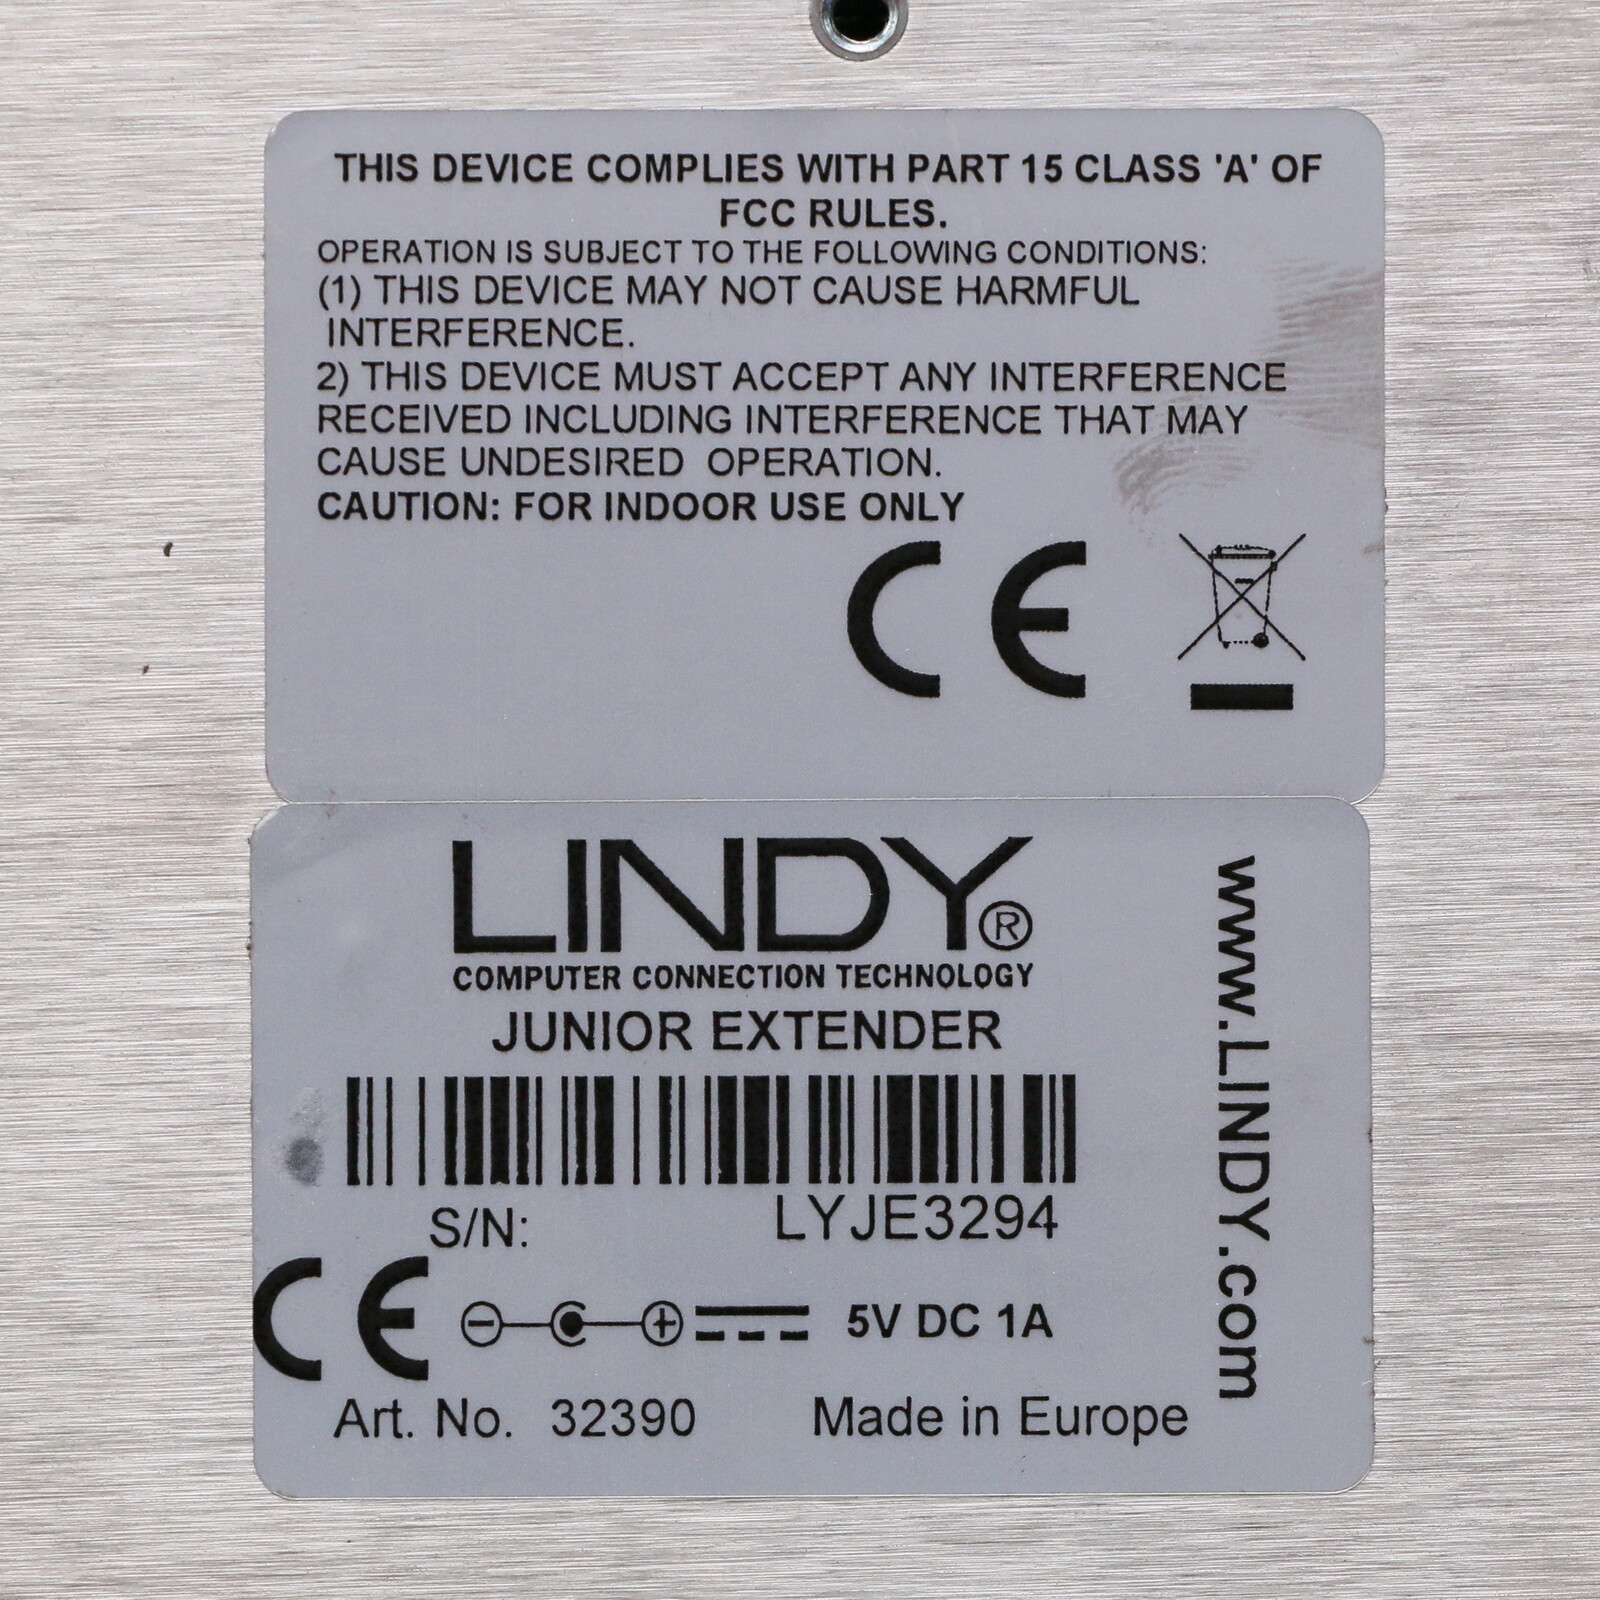 THIS DEVICE COMPLIES WITH PART 15 CLASS 'A' OF
FCC RULES.
OPERATION IS SUBJECT TO THE FOLLOWING CONDITIONS:
(1) THIS DEVICE MAY NOT CAUSE HARMFUL
INTERFERENCE.
2) THIS DEVICE MUST ACCEPT ANY INTERFERENCE
RECEIVED INCLUDING INTERFERENCE THAT MAY
CAUSE UNDESIRED OPERATION.
CAUTION: FOR INDOOR USE ONLY
CE
LINDY®
COMPUTER CONNECTION TECHNOLOGY
JUNIOR EXTENDER
S/N: LYJE3294
CE 5V DC 1A
Art. No. 32390 Made in Europe
www.LINDY.com